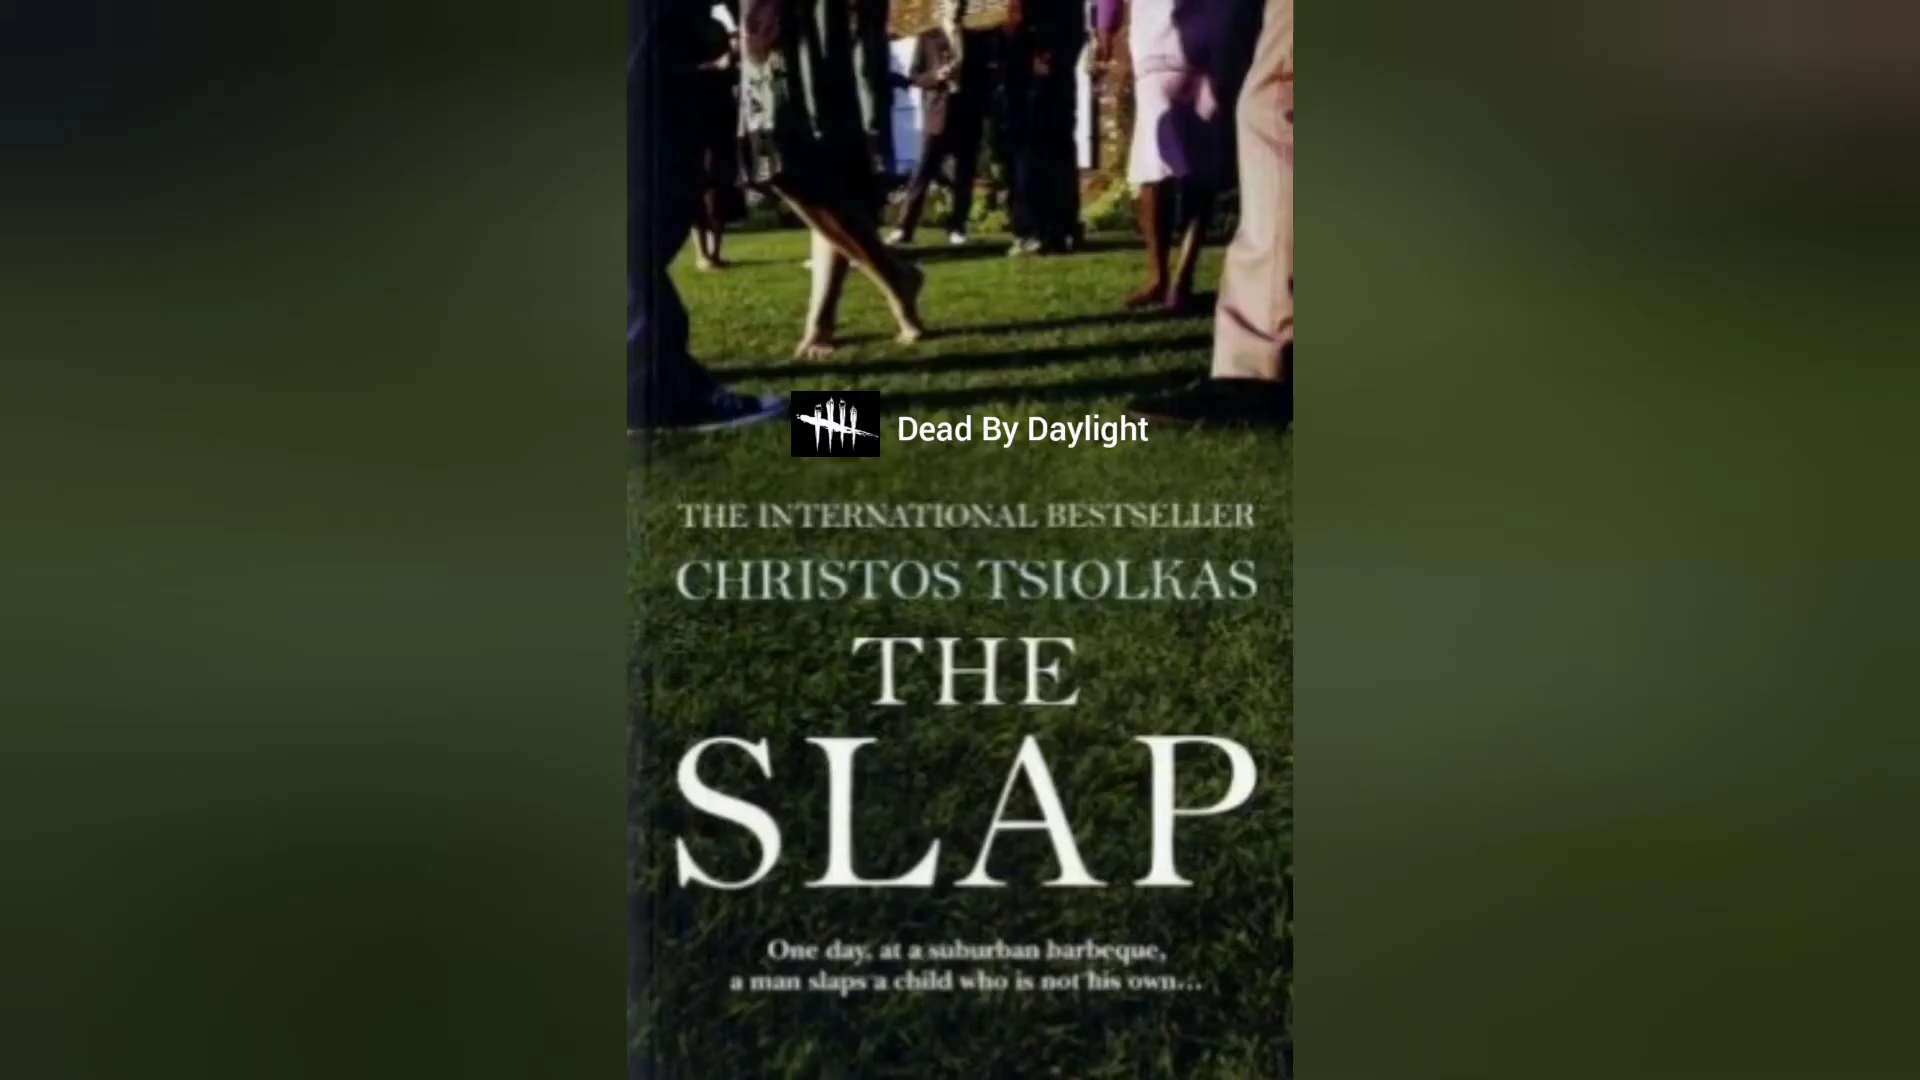 Dead By Daylight
THE INTERNATIONAL BESTSELLER
CHRISTOS TSIOLKAS
THE
SLAP
One day, at a suburban barbeque,
a man slaps a child who is not his own...